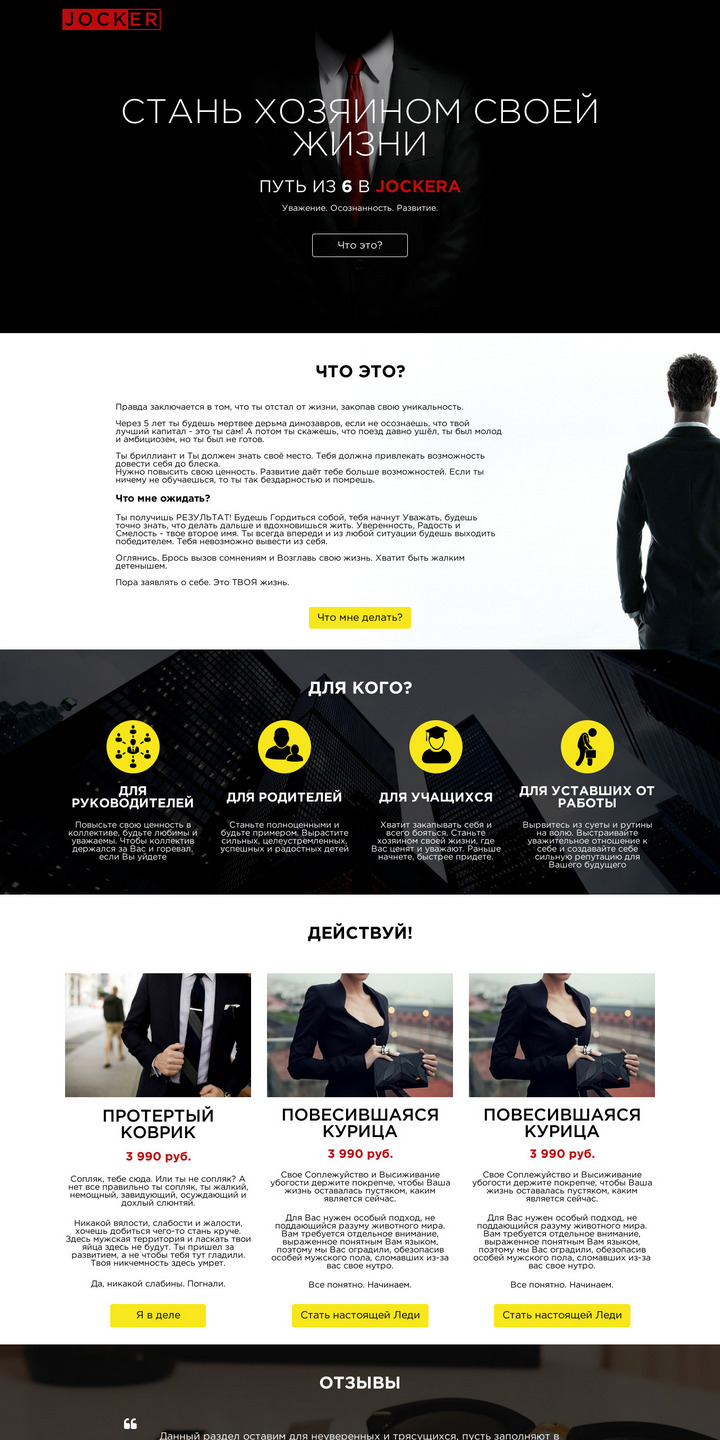 JOCKER
СТАНЬ ХОЗЯИНОМ СВОЕЙ
ЖИЗНИ
ПУТЬ ИЗ 6 В JOCKERA
Уважение. Осознанность. Развитие.
Что это?
ЧТО ЭТО?
Правда заключается в том, что ты отстал от жизни, закопав свою уникальность.
Через 5 лет ты будешь мертвее дерьма динозавров, если не осознаешь, что твой
лучший капитал - это ты сам! А потом ты скажешь, что поезд давно ушёл, ты был молод
и амбициозен, но ты был не готов.
Ты бриллиант и Ты должен знать своё место. Тебя должна привлекать возможность
довести себя до блеска.
Нужно повысить свою ценность. Развитие даёт тебе больше возможностей. Если ты
ничему не обучаешься, то ты так бездарностью и помрешь.
Что мне ожидать?
Ты получишь РЕЗУЛЬТАТ! Будешь Гордиться собой, тебя начнут Уважать, будешь
точно знать, что делать дальше и вдохновишься жить. Уверенность, Радость и
Смелость - твое второе имя. Ты всегда впереди и из любой ситуации будешь выходить
победителем. Тебя невозможно вывести из себя.
Оглянись. Брось вызов сомнениям и Возглавь свою жизнь. Хватит быть жалким
детенышем.
Пора заявлять о себе. Это ТВОЯ жизнь.
Что мне делать?
ДЛЯ КОГО?
ДЛЯ
РУКОВОДИТЕЛЕЙ
Повысьте свою ценность в
коллективе, будьте любимы и
уважаемы. Чтобы коллектив
держался за Вас и горевал,
если Вы уйдете
ДЛЯ РОДИТЕЛЕЙ
Станьте полноценными и
будьте примером. Вырастите
сильных, целеустремленных,
успешных и радостных детей
ДЛЯ УЧАЩИХСЯ
Хватит закапывать себя и
всего бояться. Станьте
хозяином своей жизни, где
Вас ценят и уважают. Раньше
начнете, быстрее придете.
ДЛЯ УСТАВШИХ ОТ
РАБОТЫ
Вырвитесь из суеты и рутины
на волю. Выстраивайте
уважительное отношение к
себе и создавайте себе
сильную репутацию для
Вашего будущего
ДЕЙСТВУЙ!
ПРОТЕРТЫЙ
КОВРИК
3 990 руб.
Сопляк, тебе сюда. Или ты не сопляк? А
нет все правильно ты сопляк, ты жалкий,
немощный, завидующий, осуждающий и
дохлый слюнтяй.
Никакой вялости, слабости и жалости,
хочешь добиться чего-то стань круче.
Здесь мужская территория и ласкать твои
яйца здесь не будут. Ты пришел за
развитием, а не чтобы тебя тут гладили.
Твоя никчемность здесь умрет.
Да, никакой слабины. Погнали.
Я в деле
ПОВЕСИВШАЯСЯ
КУРИЦА
3 990 руб.
Свое Соплежуйство и Высиживание
убогости держите покрепче, чтобы Ваша
жизнь оставалась пустяком, каким
является сейчас.
Для Вас нужен особый подход, не
поддающийся разуму животного мира.
Вам требуется отдельное внимание,
выраженное понятным Вам языком,
поэтому мы Вас оградили, обезопасив
особей мужского пола, сломавших из-за
вас свое нутро.
Все понятно. Начинаем.
Стать настоящей Леди
ПОВЕСИВШАЯСЯ
КУРИЦА
3 990 руб.
Свое Соплежуйство и Высиживание
убогости держите покрепче, чтобы Ваша
жизнь оставалась пустяком, каким
является сейчас.
Для Вас нужен особый подход, не
поддающийся разуму животного мира.
Вам требуется отдельное внимание,
выраженное понятным Вам языком,
поэтому мы Вас оградили, обезопасив
особей мужского пола, сломавших из-за
вас свое нутро.
Все понятно. Начинаем.
Стать настоящей Леди
ОТЗЫВЫ
Данный раздел оставим для неуверенных и трясущихся, пусть заполняют в